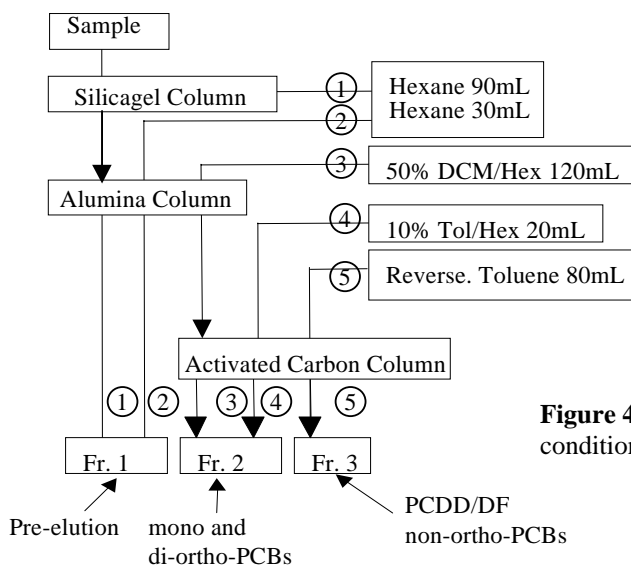 Sample
Silicagel Column
① Hexane 90mL
② Hexane 30mL
③ 50% DCM/Hex 120mL
Alumina Column
④ 10% Tol/Hex 20mL
⑤ Reverse. Toluene 80mL
Activated Carbon Column
① ② ③ ④ ⑤
Figure 4
condition
Fr. 1 Fr. 2 Fr. 3
Pre-elution
mono and
di-ortho-PCBs
PCDD/DF
non-ortho-PCBs